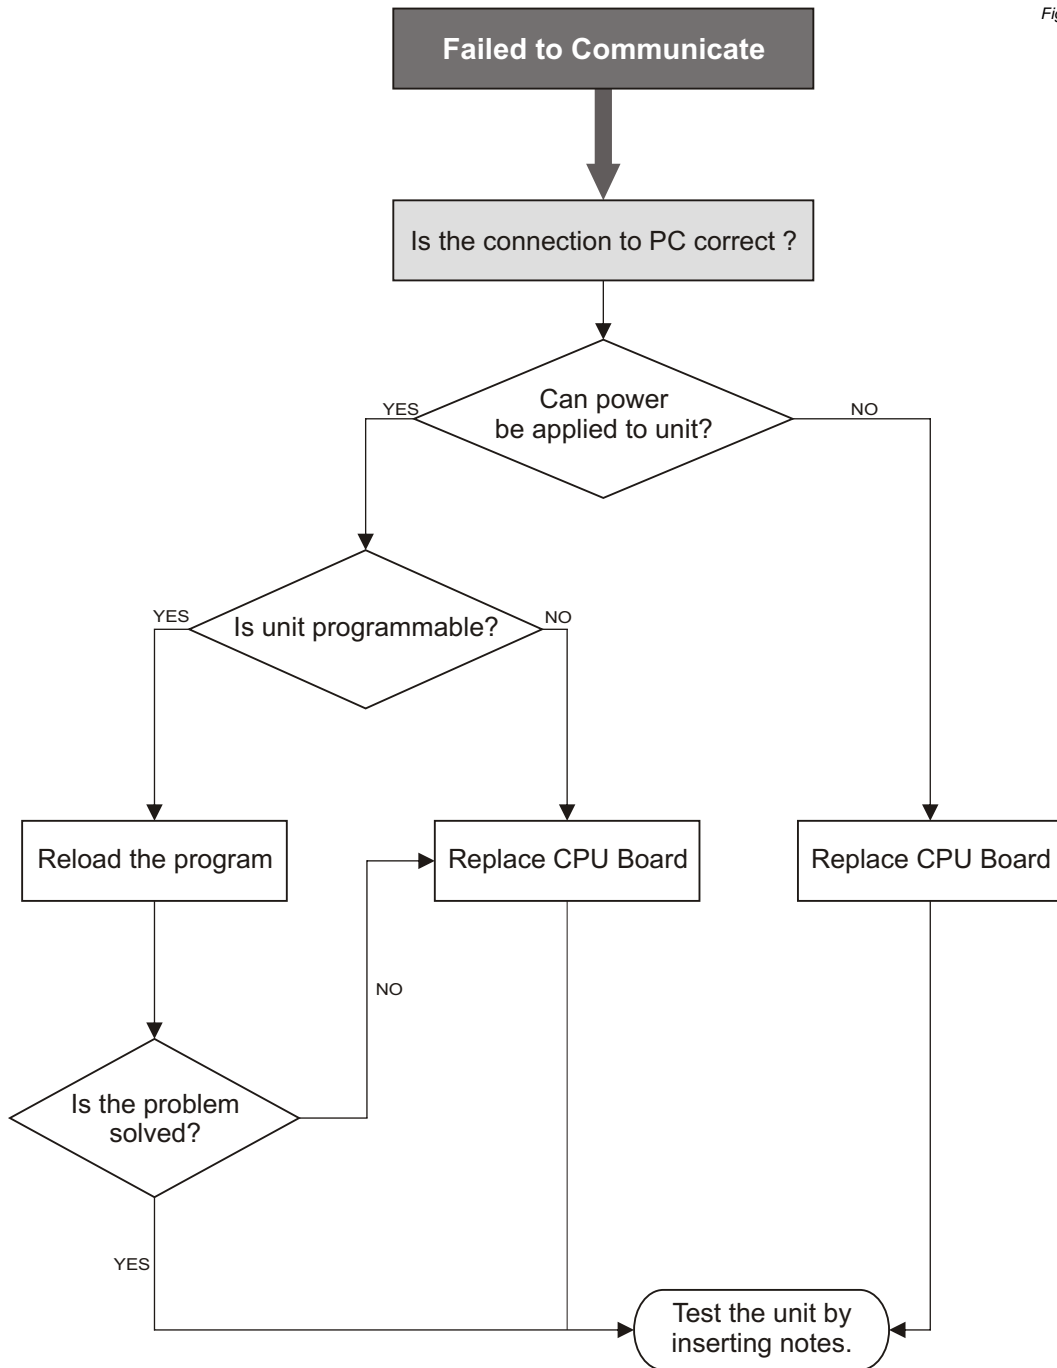 Fig
Failed to Communicate
Is the connection to PC correct ?
Can power
be applied to unit?
YES
NO
Is unit programmable?
YES
NO
Reload the program
Replace CPU Board
Replace CPU Board
NO
Is the problem
solved?
YES
Test the unit by
inserting notes.